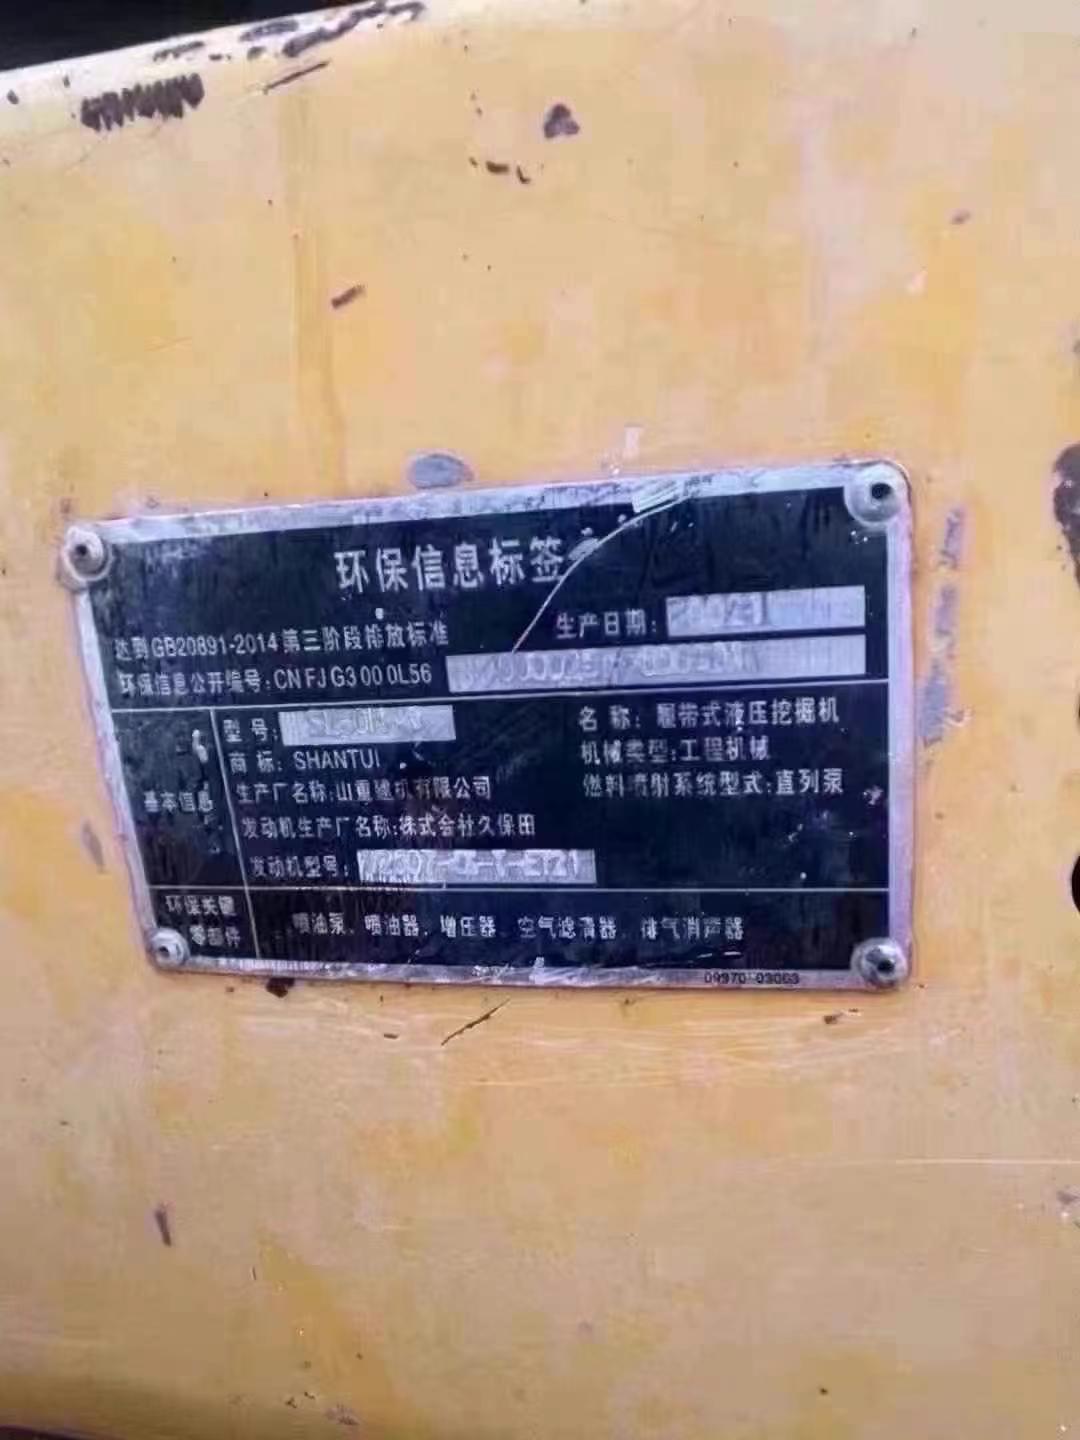 环保信息标签
达到GB20891-2014第三阶段排放标准
生产日期:
环保信息公开编号:CN FJ G3 00 0L56
基本信息
型号:
名称:履带式液压挖掘机
商标:SHANTUI
机械类型:工程机械
生产厂名称:山重建机有限公司
燃料喷射系统型式:直列泵
发动机生产厂名称:株式会社久保田
发动机型号:
环保关键
零部件
喷油泵、喷油器、增压器、空气滤清器、排气消声器
09970-03063